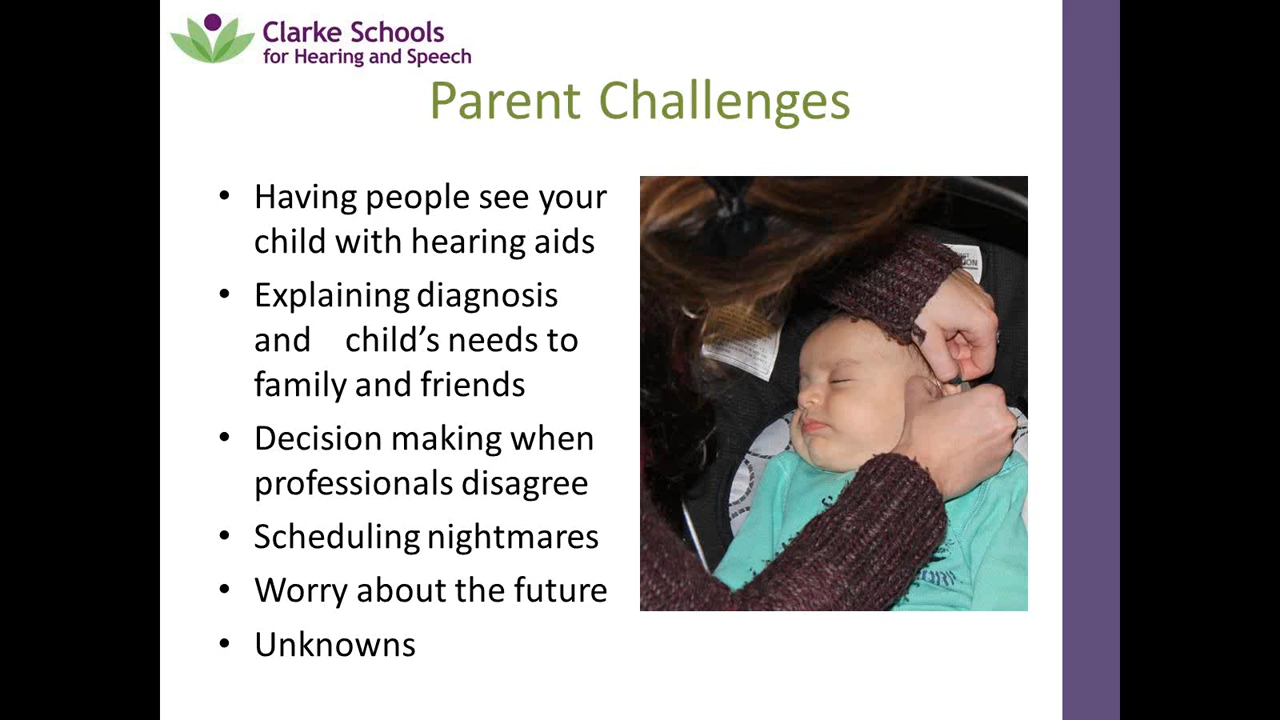 Clarke Schools
for Hearing and Speech
Parent Challenges
• Having people see your
child with hearing aids
• Explaining diagnosis
and    child’s needs to
family and friends
• Decision making when
professionals disagree
• Scheduling nightmares
• Worry about the future
• Unknowns